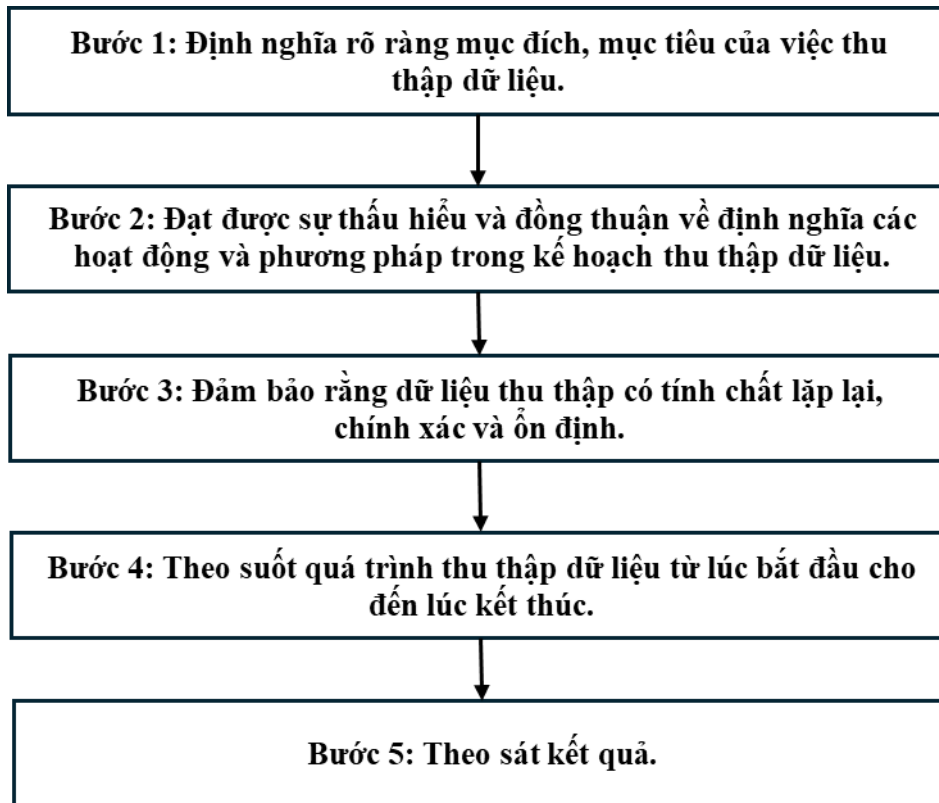 Bước 1: Định nghĩa rõ ràng mục đích, mục tiêu của việc thu
thập dữ liệu.
Bước 2: Đạt được sự thấu hiểu và đồng thuận về định nghĩa các
hoạt động và phương pháp trong kế hoạch thu thập dữ liệu.
Bước 3: Đảm bảo rằng dữ liệu thu thập có tính chất lặp lại,
chính xác và ổn định.
Bước 4: Theo suốt quá trình thu thập dữ liệu từ lúc bắt đầu cho
đến lúc kết thúc.
Bước 5: Theo sát kết quả.